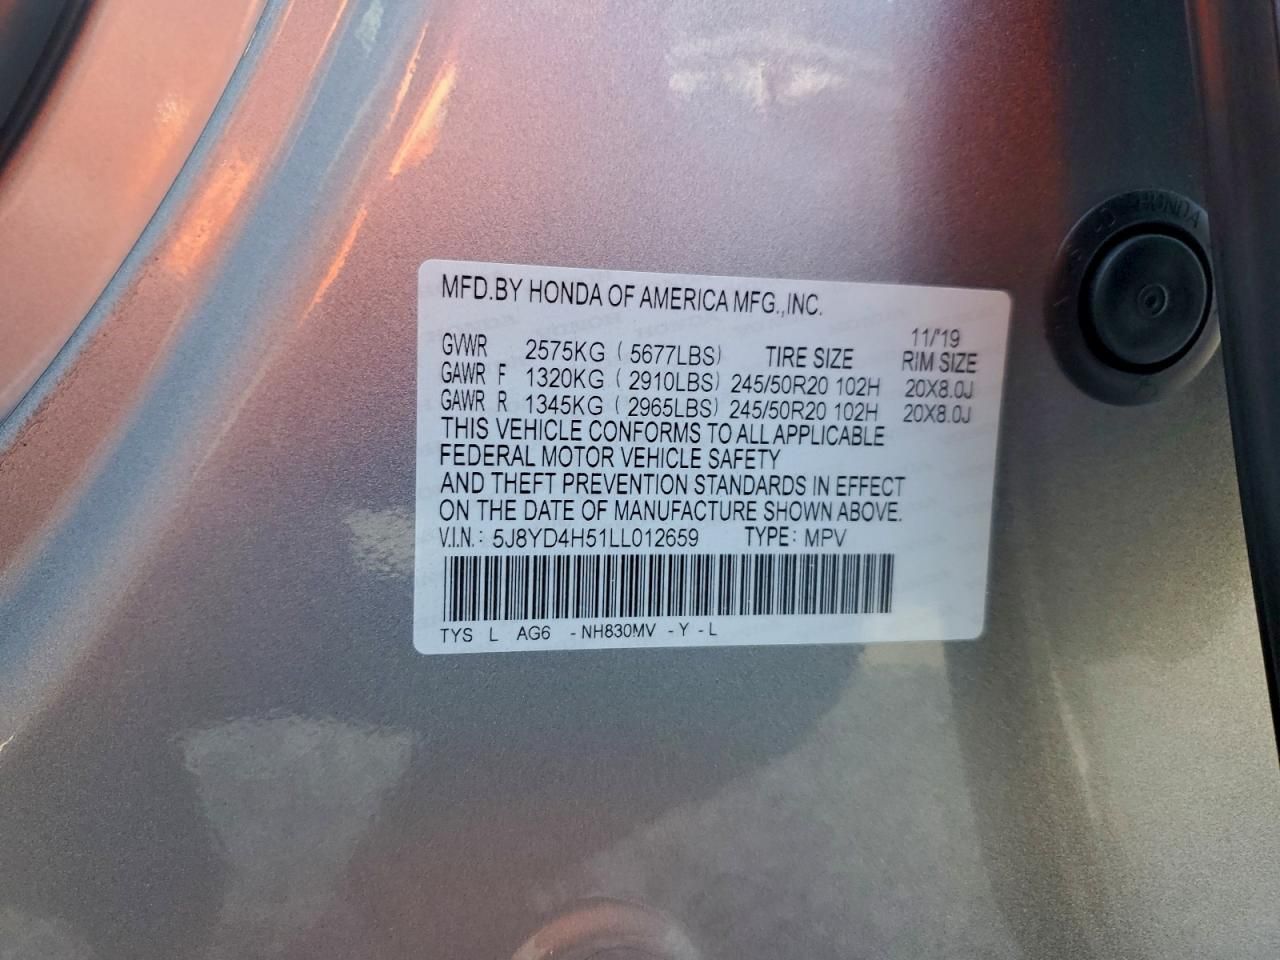 MFD.BY HONDA OF AMERICA MFG.,INC.
11/'19
GVWR 2575KG ( 5677LBS) TIRE SIZE RIM SIZE
GAWR F 1320KG ( 2910LBS) 245/50R20 102H 20X8.0J
GAWR R 1345KG ( 2965LBS) 245/50R20 102H 20X8.0J
THIS VEHICLE CONFORMS TO ALL APPLICABLE
FEDERAL MOTOR VEHICLE SAFETY
AND THEFT PREVENTION STANDARDS IN EFFECT
ON THE DATE OF MANUFACTURE SHOWN ABOVE.
V.I.N.: 5J8YD4H51LL012659 TYPE: MPV
TYS L AG6 -NH830MV -Y -L
HONDA